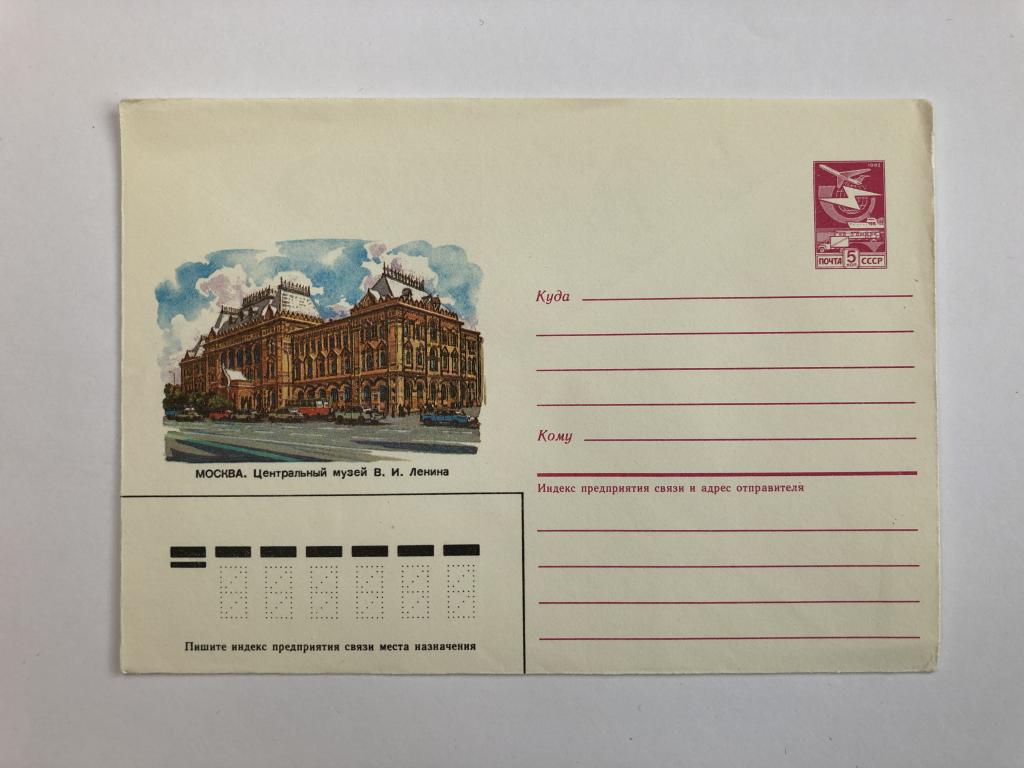 1982
ПОЧТА 5 СССР
Куда
Кому
МОСКВА. Центральный музей В. И. Ленина
Индекс предприятия связи и адрес отправителя
Пишите индекс предприятия связи места назначения